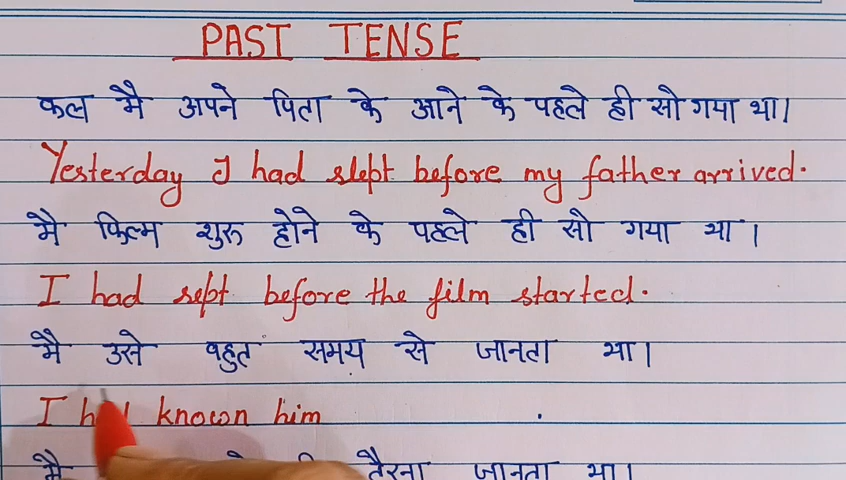 PAST TENSE
कल मै अपने पिता के आने के पहले ही सो गया था।
Yesterday I had slept before my father arrived.
मै फिल्म शुरू होने के पहले ही सो गया था।
I had sept before the film started.
मै उसे बहुत समय से जानता था।
I had known him
मै तैरना जानता था।